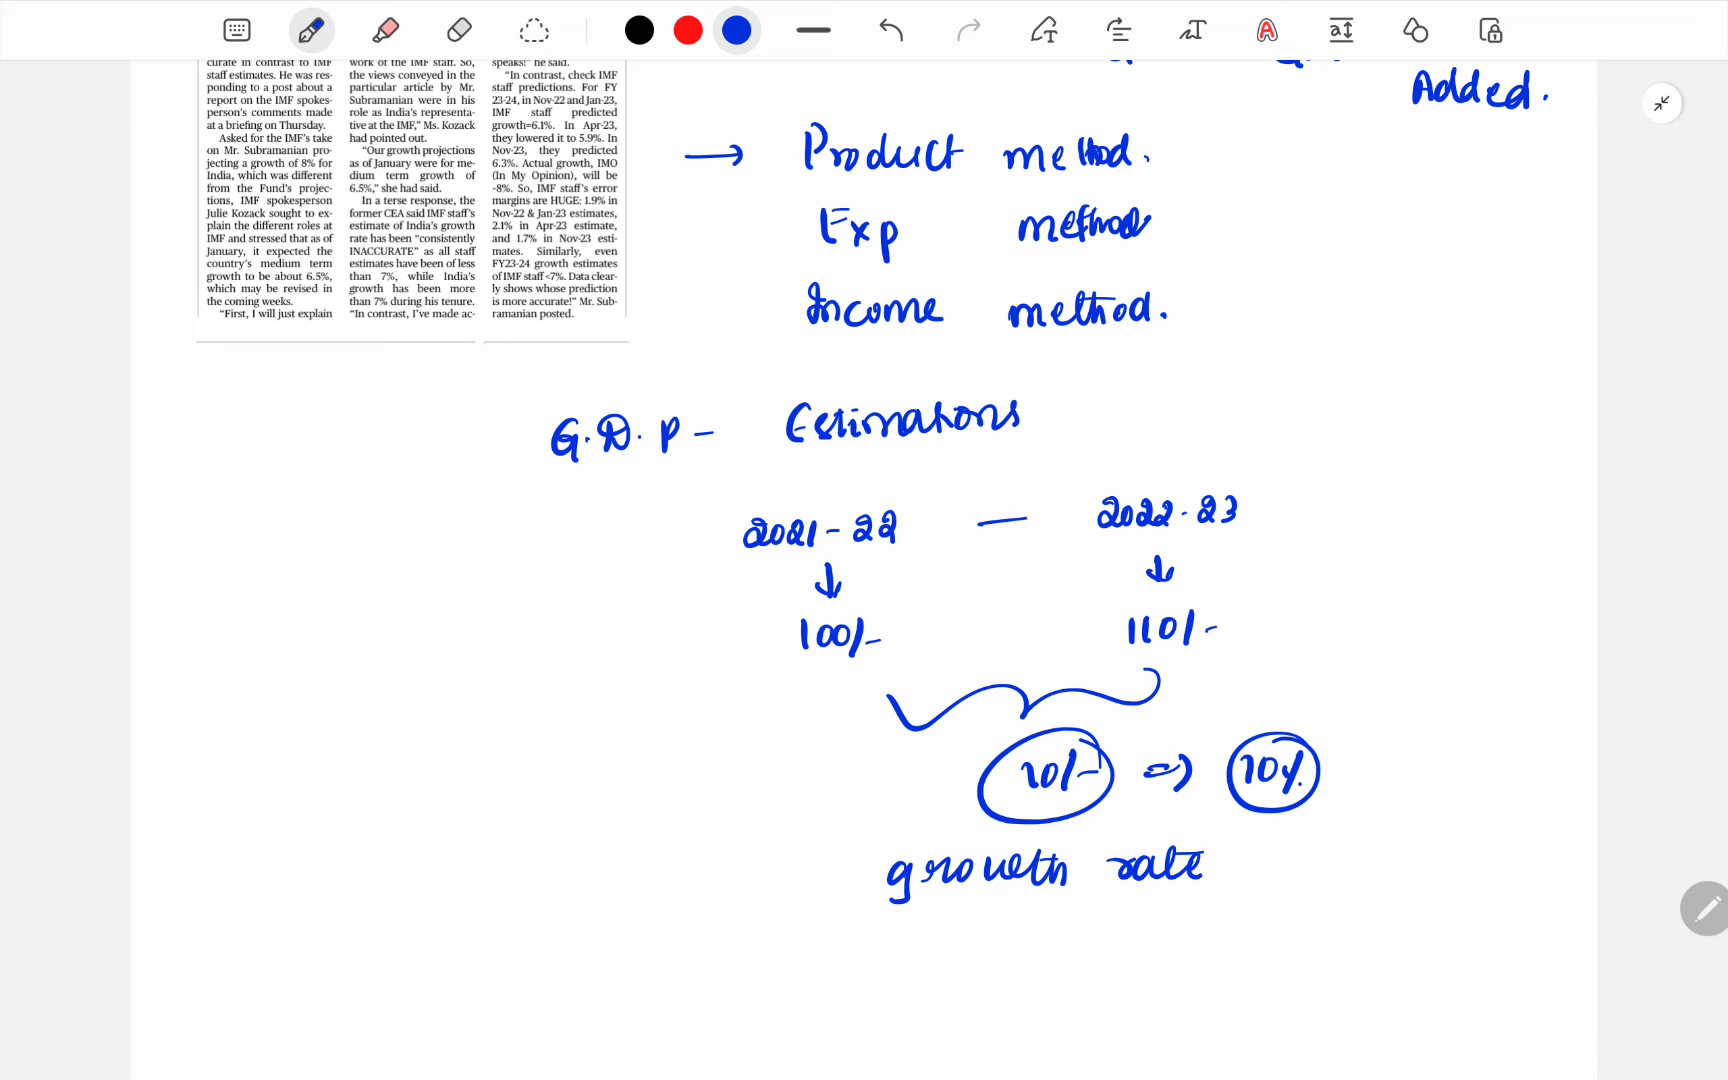 curate in contrast to IMF
staff estimates. He was res-
ponding to a post about a
report on the IMF spokes-
person's comments made
at a briefing on Thursday.
Asked for the IMF's take
on Mr. Subramanian pro-
jecting a growth of 8% for
India, which was different
from the Fund's projec-
tions, IMF spokesperson
Julie Kozack sought to ex-
plain the different roles at
IMF and stressed that as of
January, it expected the
country's medium term
growth to be about 6.5%,
which may be revised in
the coming weeks.
"First, I will just explain
work of the IMF staff. So,
the views conveyed in the
particular article by Mr.
Subramanian were in his
role as India's representa-
tive at the IMF," Ms. Kozack
had pointed out.
"Our growth projections
as of January were for me-
dium term growth of
6.5%," she had said.
In a terse response, the
former CEA said IMF staff's
estimate of India's growth
rate has been "consistently
INACCURATE" as all staff
estimates have been of less
than 7%, while India's
growth has been more
than 7% during his tenure.
"In contrast, I've made ac-
speaks!" he said.
"In contrast, check IMF
staff predictions. For FY
23-24, in Nov-22 and Jan-23,
IMF staff predicted
growth=6.1%. In Apr-23,
they lowered it to 5.9%. In
Nov-23, they predicted
6.3%. Actual growth, IMO
(In My Opinion), will be
-8%. So, IMF staff's error
margins are HUGE: 1.9% in
Nov-22 & Jan-23 estimates,
2.1% in Apr-23 estimate,
and 1.7% in Nov-23 esti-
mates. Similarly, even
FY23-24 growth estimates
of IMF staff <7%. Data clear-
ly shows whose prediction
is more accurate!" Mr. Sub-
ramanian posted.
Added.
→ Product method.
Exp method
Income method.
G.D.P - Estimations
2021-22 — 2022-23
↓ ↓
100/- 110/-
10/- ⇒ 10%
growth rate